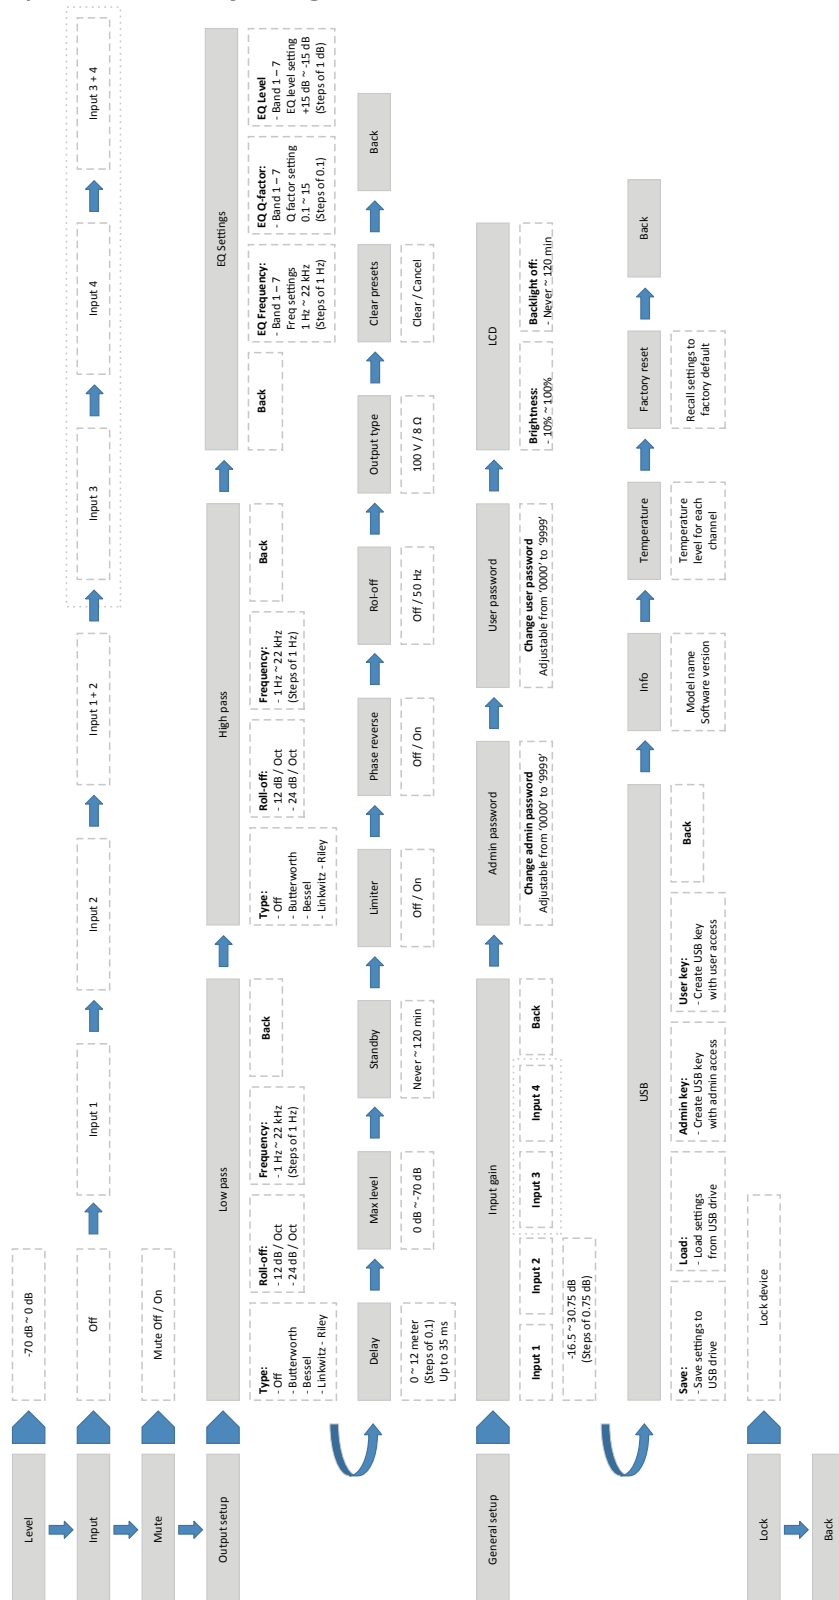 Level
-70 dB ~ 0 dB
Input
Off
Input 1
Input 2
Input 1 + 2
Input 3
Input 4
Input 3 + 4
Mute
Mute Off / On
Output setup
Low pass
Type:
- Off
- Butterworth
- Bessel
- Linkwitz - Riley
Roll-off:
- 12 dB / Oct
- 24 dB / Oct
Frequency:
- 1 Hz ~ 22 kHz
(Steps of 1 Hz)
Back
High pass
Type:
- Off
- Butterworth
- Bessel
- Linkwitz - Riley
Roll-off:
- 12 dB / Oct
- 24 dB / Oct
Frequency:
- 1 Hz ~ 22 kHz
(Steps of 1 Hz)
Back
EQ Settings
Back
EQ Frequency:
- Band 1 – 7
Freq settings
1 Hz ~ 22 kHz
(Steps of 1 Hz)
EQ Q-factor:
- Band 1 – 7
Q factor setting
0.1 ~ 15
(Steps of 0.1)
EQ Level
- Band 1 – 7
EQ level setting
+15 dB ~ -15 dB
(Steps of 1 dB)
Delay
0 ~ 12 meter
(Steps of 0.1)
Up to 35 ms
Max level
0 dB ~ -70 dB
Standby
Never ~ 120 min
Limiter
Off / On
Phase reverse
Off / On
Rol-off
Off / 50 Hz
Output type
100 V / 8 Ω
Clear presets
Clear / Cancel
Back
General setup
Input gain
Input 1
Input 2
Input 3
Input 4
Back
-16.5 ~ 30.75 dB
(Steps of 0.75 dB)
Admin password
Change admin password
Adjustable from ‘0000’ to ‘9999’
User password
Change user password
Adjustable from ‘0000’ to ‘9999’
LCD
Brightness:
- 10% ~ 100%
Backlight off:
- Never ~ 120 min
USB
Save:
- Save settings to
USB drive
Load:
- Load settings
from USB drive
Admin key:
- Create USB key
with admin access
User key:
- Create USB key
with user access
Back
Info
Model name
Software version
Temperature
Temperature
level for each
channel
Factory reset
Recall settings to
factory default
Back
Lock
Lock device
Back